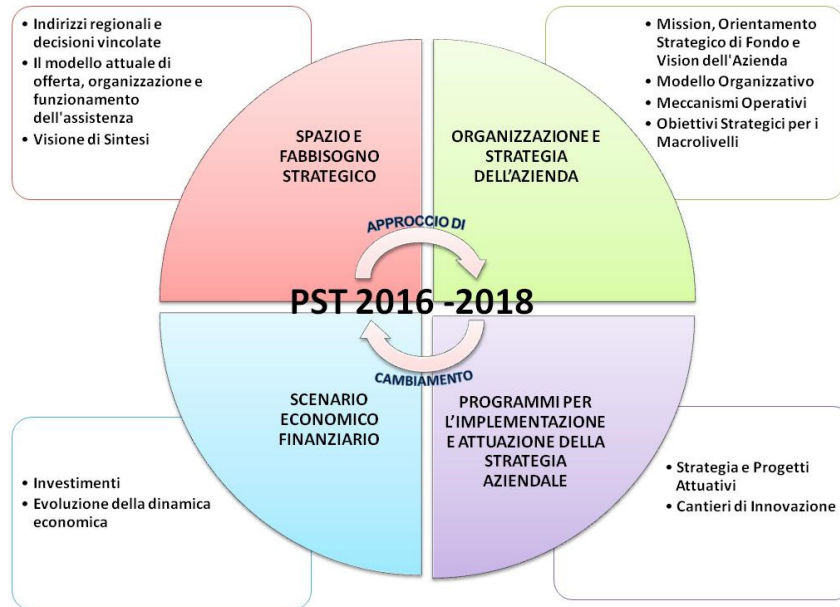 • Indirizzi regionali e
decisioni vincolate
• Il modello attuale di
offerta, organizzazione e
funzionamento
dell'assistenza
• Visione di Sintesi
• Mission, Orientamento
Strategico di Fondo e
Vision dell'Azienda
• Modello Organizzativo
• Meccanismi Operativi
• Obiettivi Strategici per i
Macrolivelli
SPAZIO E
FABBISOGNO
STRATEGICO
ORGANIZZAZIONE E
STRATEGIA
DELL'AZIENDA
APPROCCIO DI
PST 2016 -2018
CAMBIAMENTO
SCENARIO
ECONOMICO
FINANZIARIO
PROGRAMMI PER
L'IMPLEMENTAZIONE
E ATTUAZIONE DELLA
STRATEGIA
AZIENDALE
• Investimenti
• Evoluzione della dinamica
economica
• Strategia e Progetti
Attuativi
• Cantieri di Innovazione